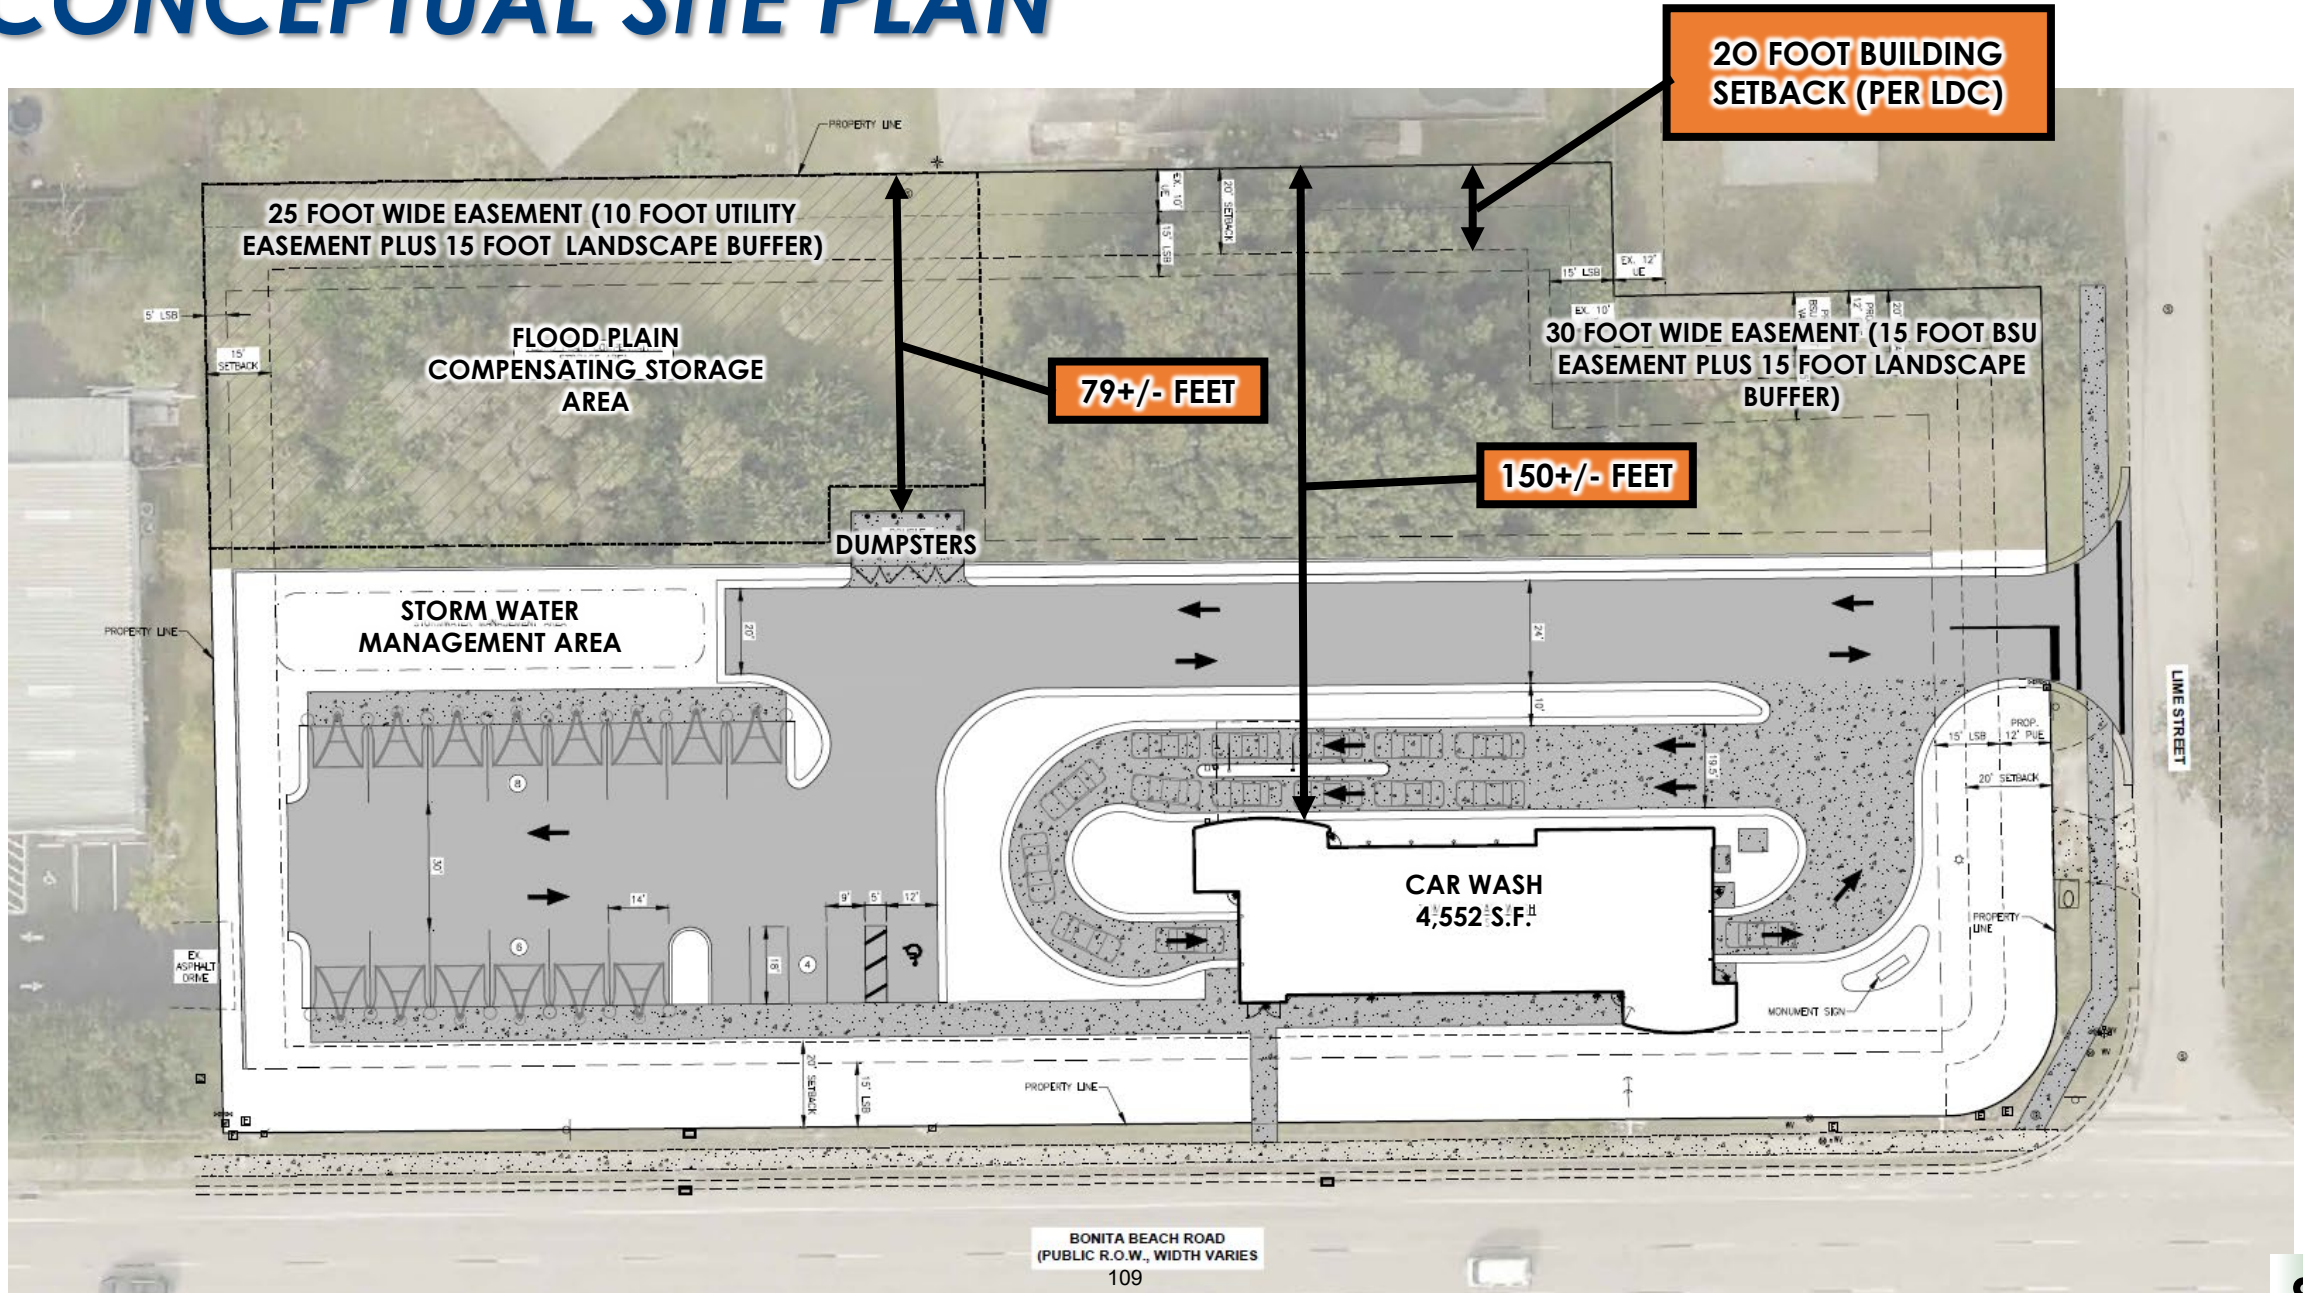 CONCEPTUAL SITE PLAN
20 FOOT BUILDING
SETBACK (PER LDC)
PROPERTY LINE
25 FOOT WIDE EASEMENT (10 FOOT UTILITY
EASEMENT PLUS 15 FOOT LANDSCAPE BUFFER)
EX. 10'
UE
20' SETBACK
15' LSB
15' LSB
EX. 12'
UE
EX. 10'
20'
5' LSB
15'
SETBACK
FLOOD PLAIN
COMPENSATING STORAGE
AREA
30 FOOT WIDE EASEMENT (15 FOOT BSU
EASEMENT PLUS 15 FOOT LANDSCAPE
BUFFER)
79+/- FEET
150+/- FEET
DUMPSTERS
STORM WATER
MANAGEMENT AREA
PROPERTY LINE
20'
24'
10'
19.5'
LIME STREET
PROP.
15' LSB
12' PUE
20' SETBACK
8
30'
14'
9'
5'
12'
18'
6
4
CAR WASH
4,552 S.F.
PROPERTY
LINE
EX.
ASPHALT
DRIVE
MONUMENT SIGN
20' SETBACK
15' LSB
PROPERTY LINE
BONITA BEACH ROAD
(PUBLIC R.O.W., WIDTH VARIES
109